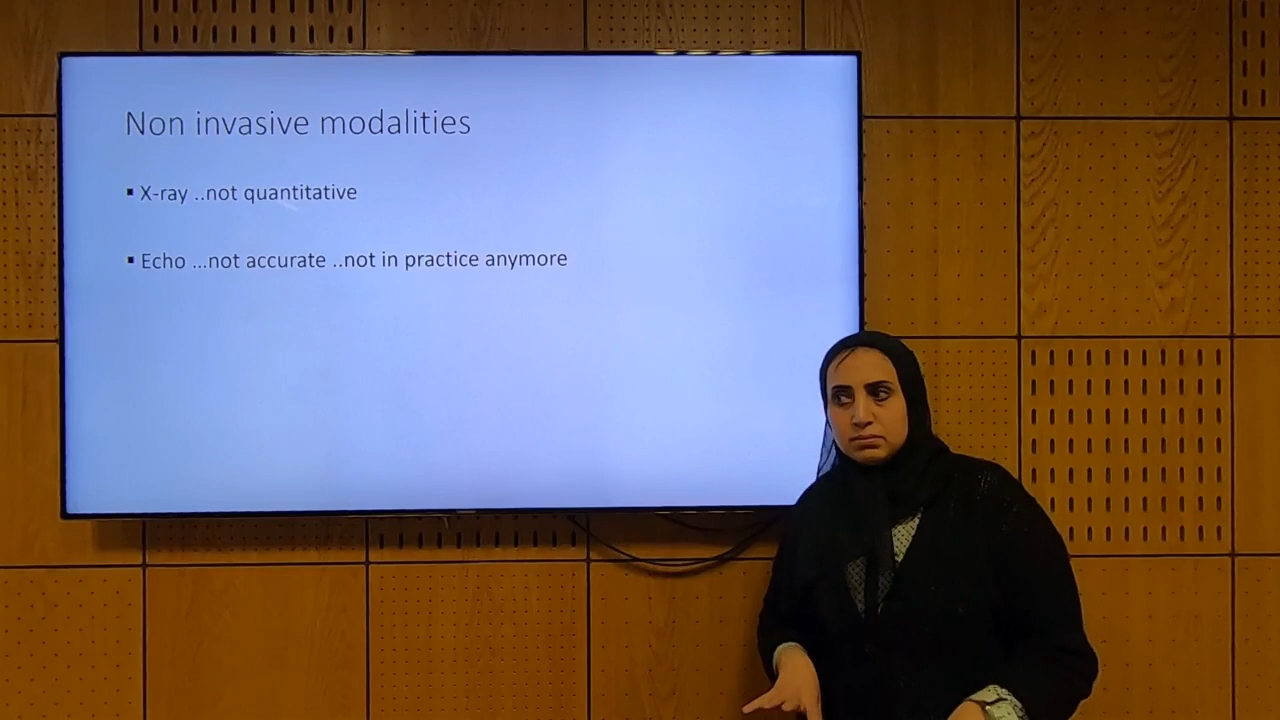 Non invasive modalities
▪ X-ray ..not quantitative
▪ Echo ...not accurate ..not in practice anymore